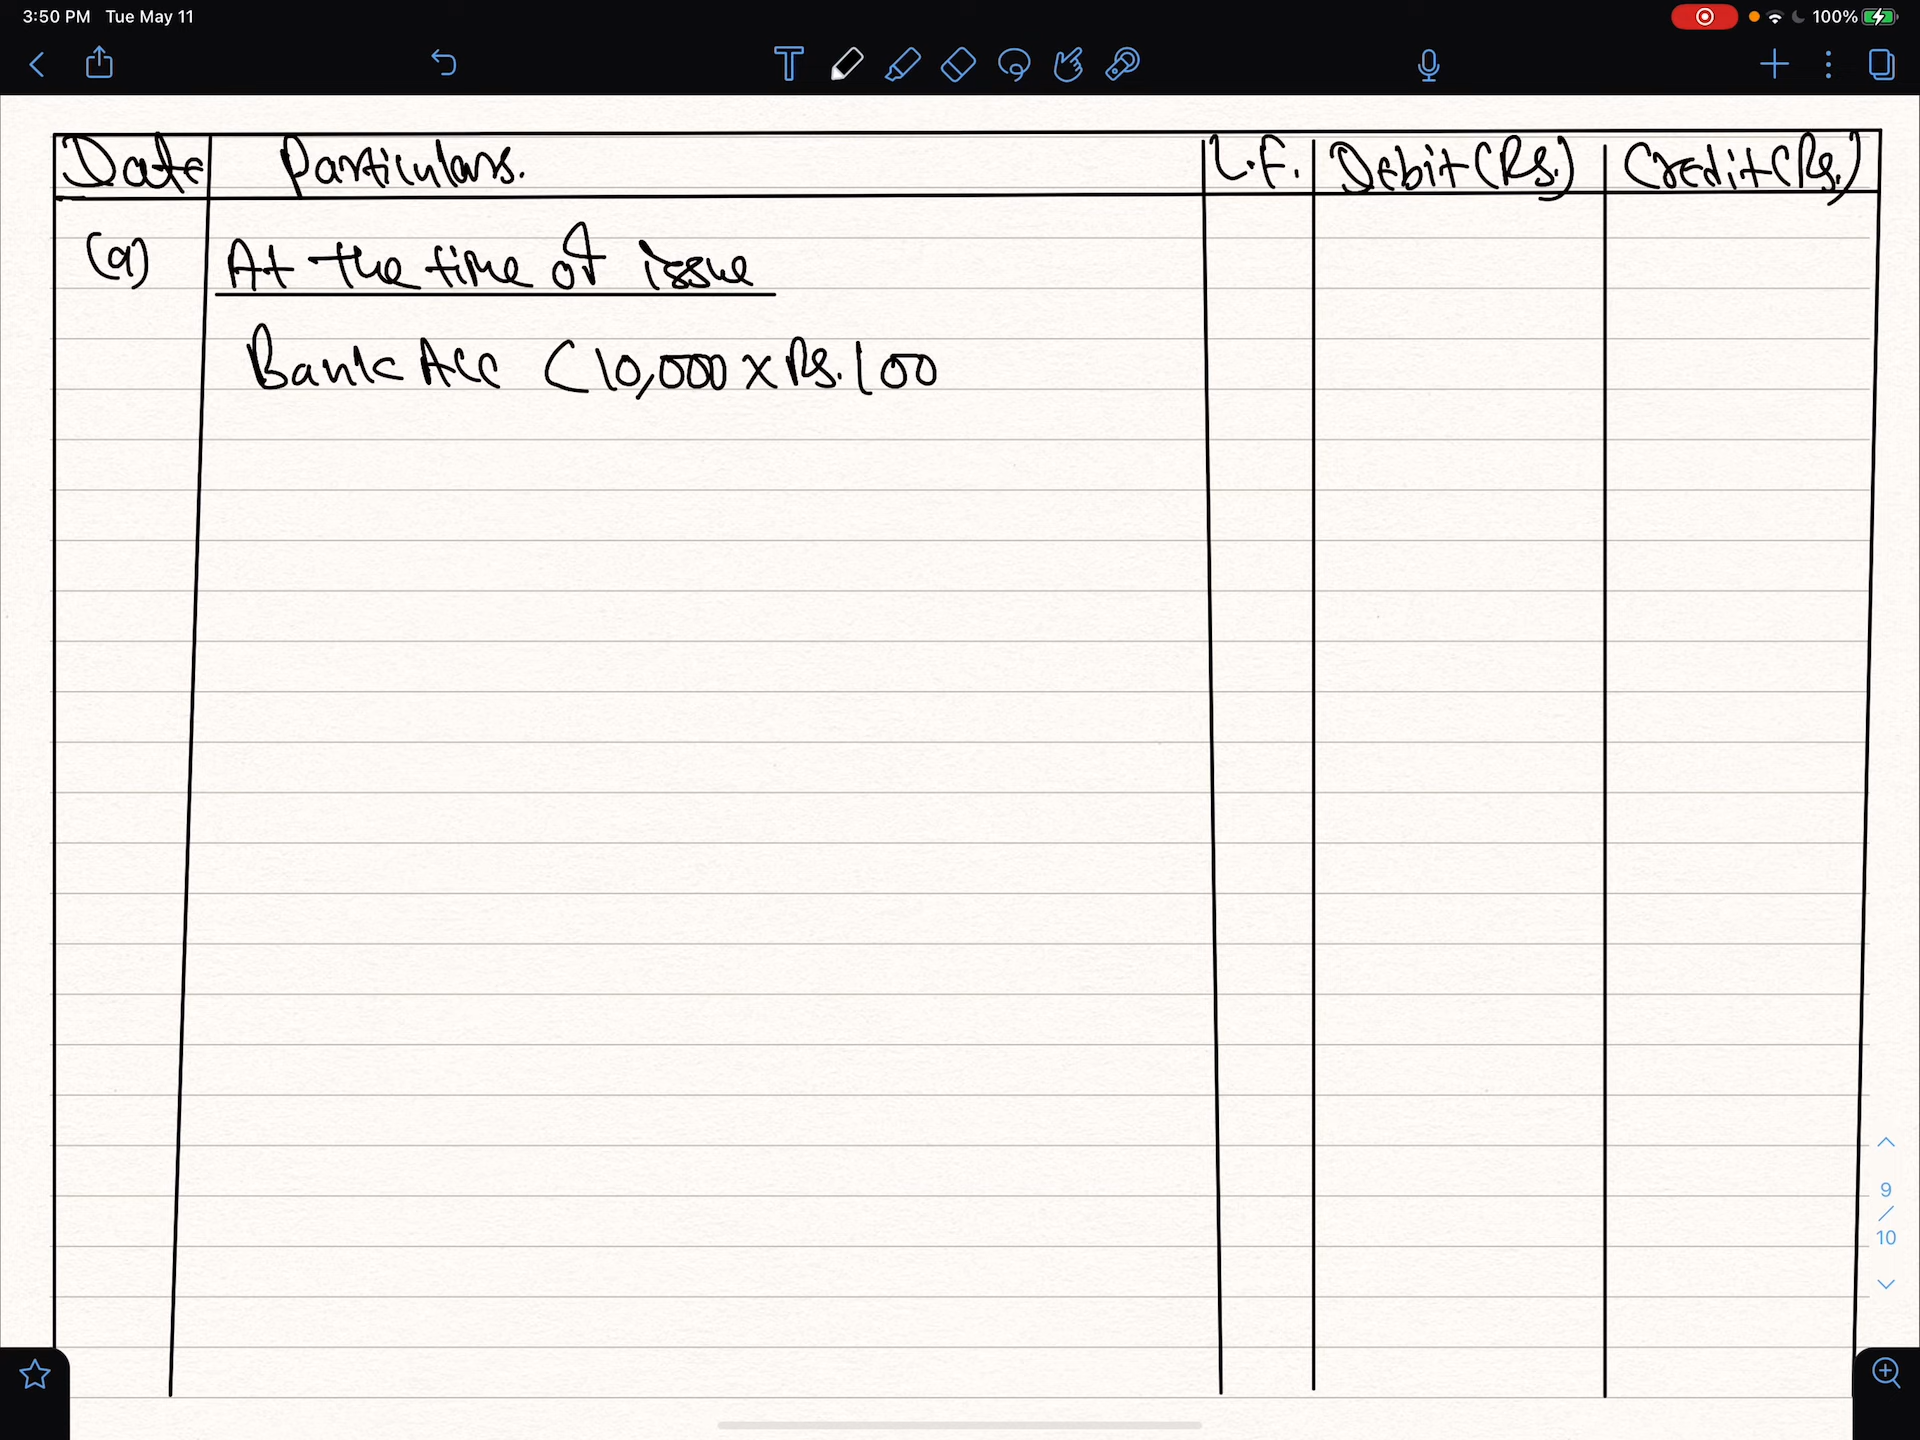 3:50 PM Tue May 11
100%
Date Particulars. L.F. Debit (Rs.) Credit (Rs.)
(a) At the time of issue
Bank Acc (10,000 x Rs. 100
9
/
10